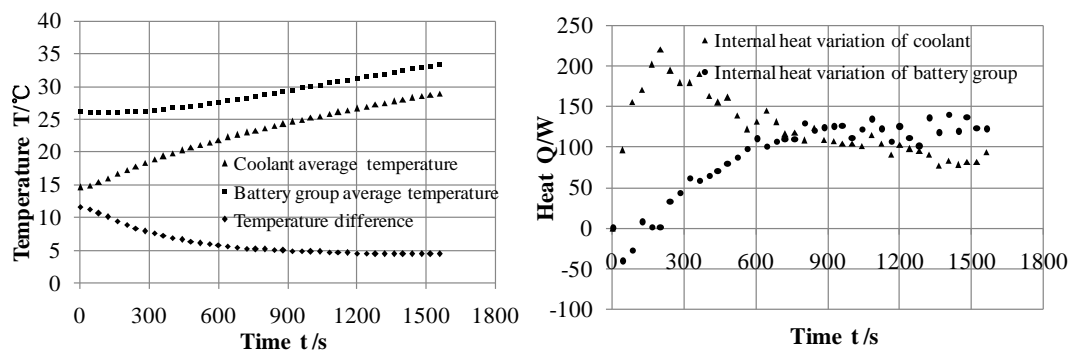 40
35
30
25
20
15
10
5
0
Temperature T/℃
Coolant average temperature
Battery group average temperature
Temperature difference
0 300 600 900 1200 1500 1800
Time t /s
250
200
150
100
50
0
-50
-100
Heat Q/W
Internal heat variation of coolant
Internal heat variation of battery group
0 300 600 900 1200 1500 1800
Time t /s